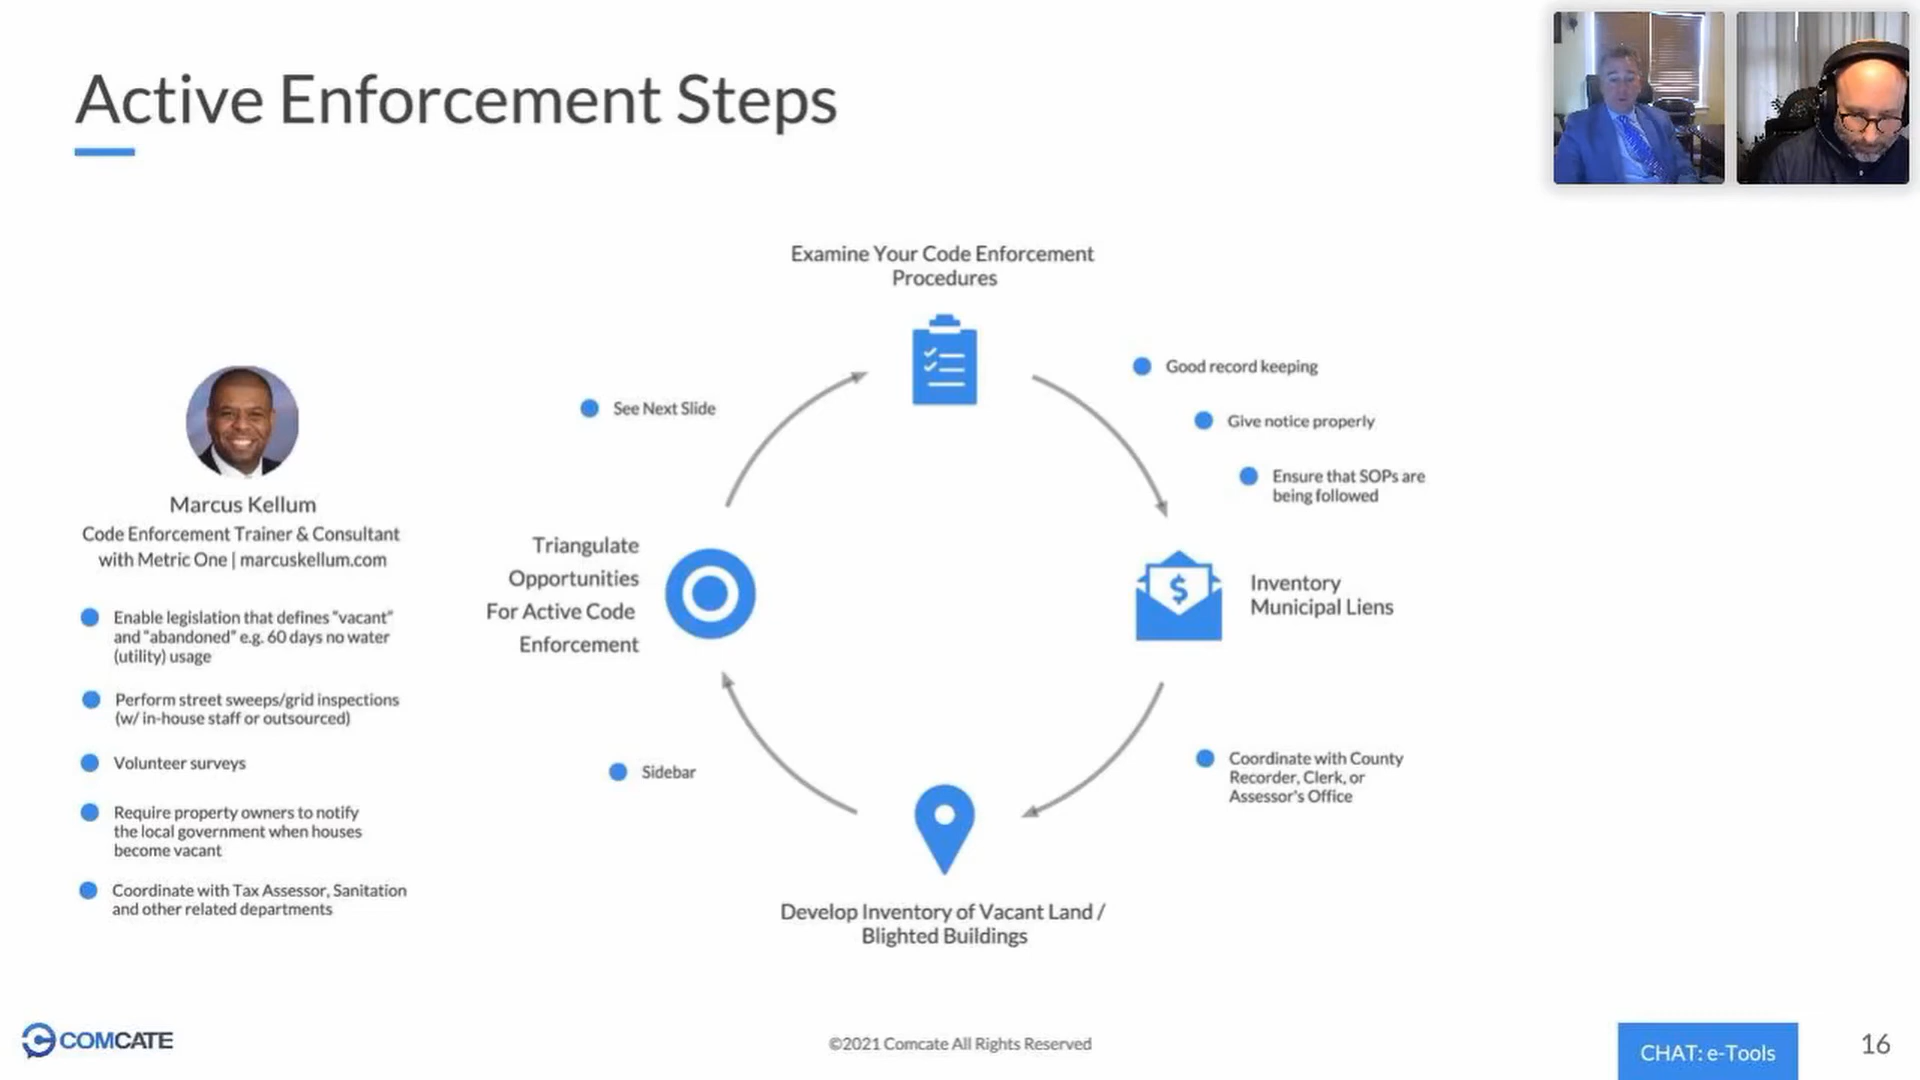 Active Enforcement Steps
Examine Your Code Enforcement
Procedures
Good record keeping
Give notice properly
Ensure that SOPs are
being followed
See Next Slide
Marcus Kellum
Code Enforcement Trainer & Consultant
with Metric One | marcuskellum.com
Enable legislation that defines "vacant"
and "abandoned" e.g. 60 days no water
(utility) usage
Perform street sweeps/grid inspections
(w/ in-house staff or outsourced)
Volunteer surveys
Require property owners to notify
the local government when houses
become vacant
Coordinate with Tax Assessor, Sanitation
and other related departments
Triangulate
Opportunities
For Active Code
Enforcement
$
Inventory
Municipal Liens
Sidebar
Coordinate with County
Recorder, Clerk, or
Assessor's Office
Develop Inventory of Vacant Land /
Blighted Buildings
COMCATE
©2021 Comcate All Rights Reserved
CHAT: e-Tools
16